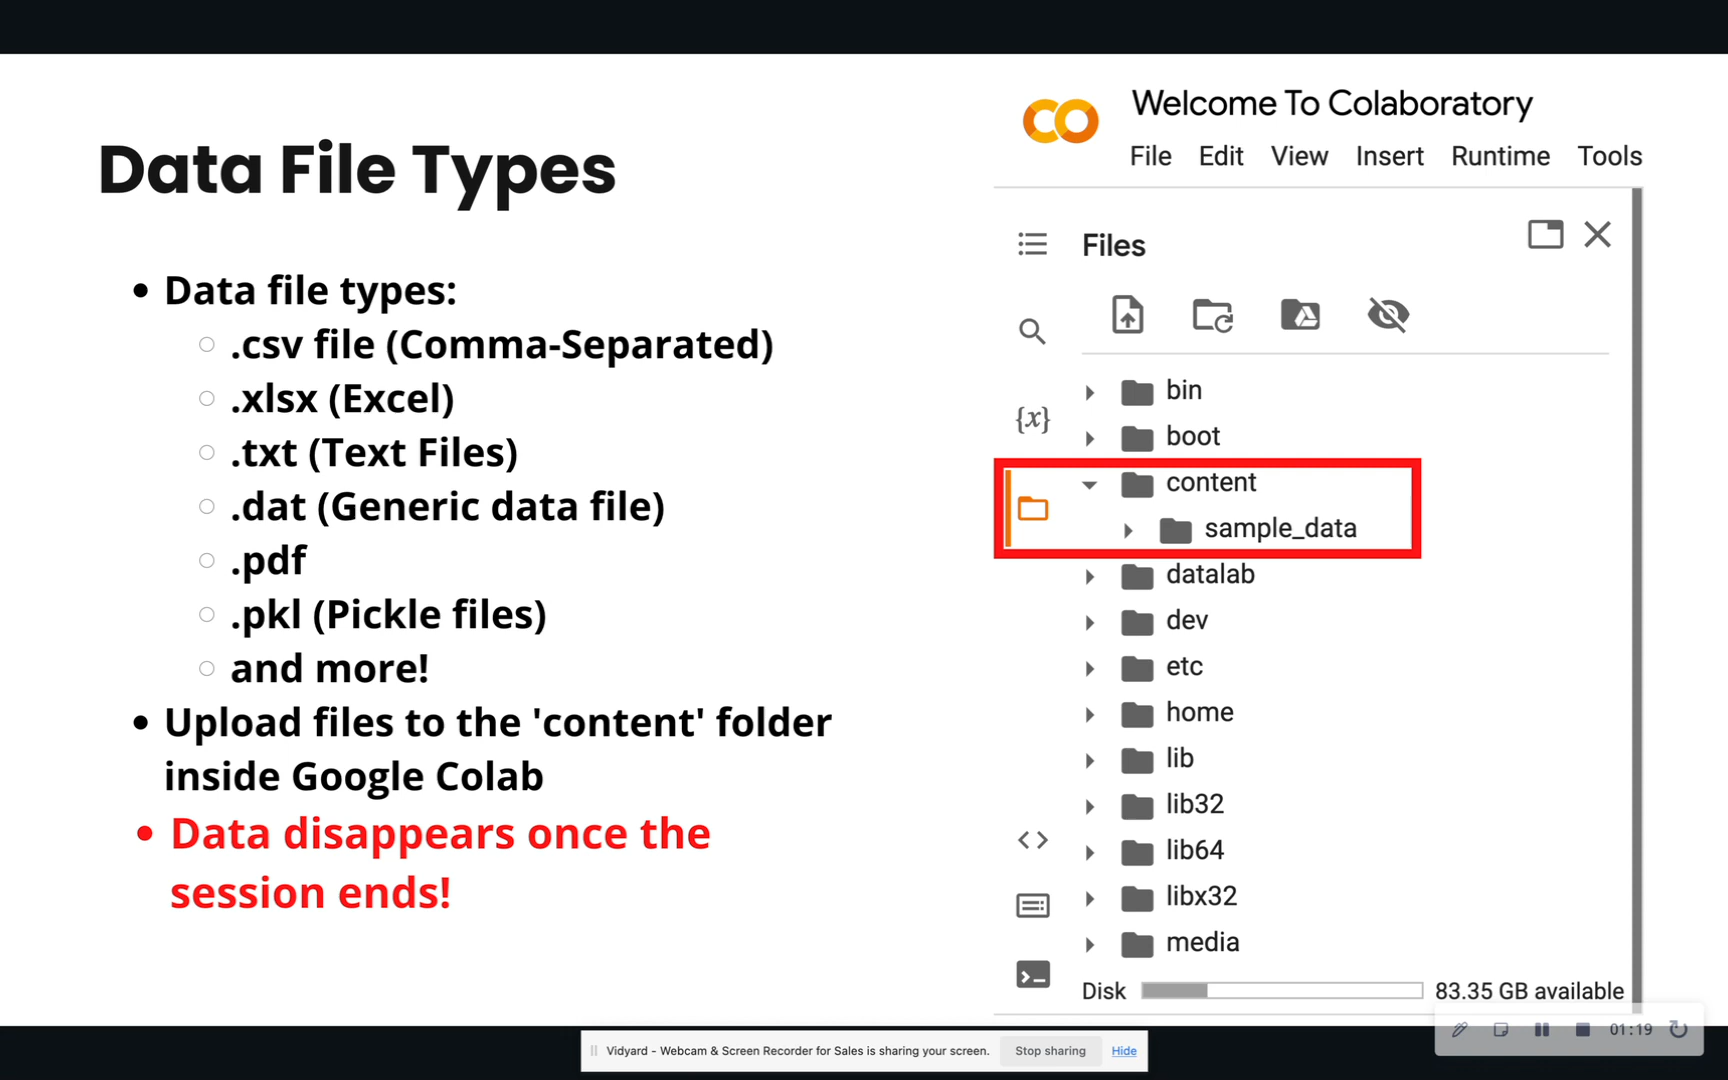 Data File Types
Data file types:
.csv file (Comma-Separated)
.xlsx (Excel)
.txt (Text Files)
.dat (Generic data file)
.pdf
.pkl (Pickle files)
and more!
Upload files to the 'content' folder
inside Google Colab
Data disappears once the
session ends!
Welcome To Colaboratory
File Edit View Insert Runtime Tools
Files
{x}
bin
boot
content
sample_data
datalab
dev
etc
home
lib
lib32
lib64
libx32
media
Disk 83.35 GB available
01:19
Vidyard - Webcam & Screen Recorder for Sales is sharing your screen. Stop sharing Hide